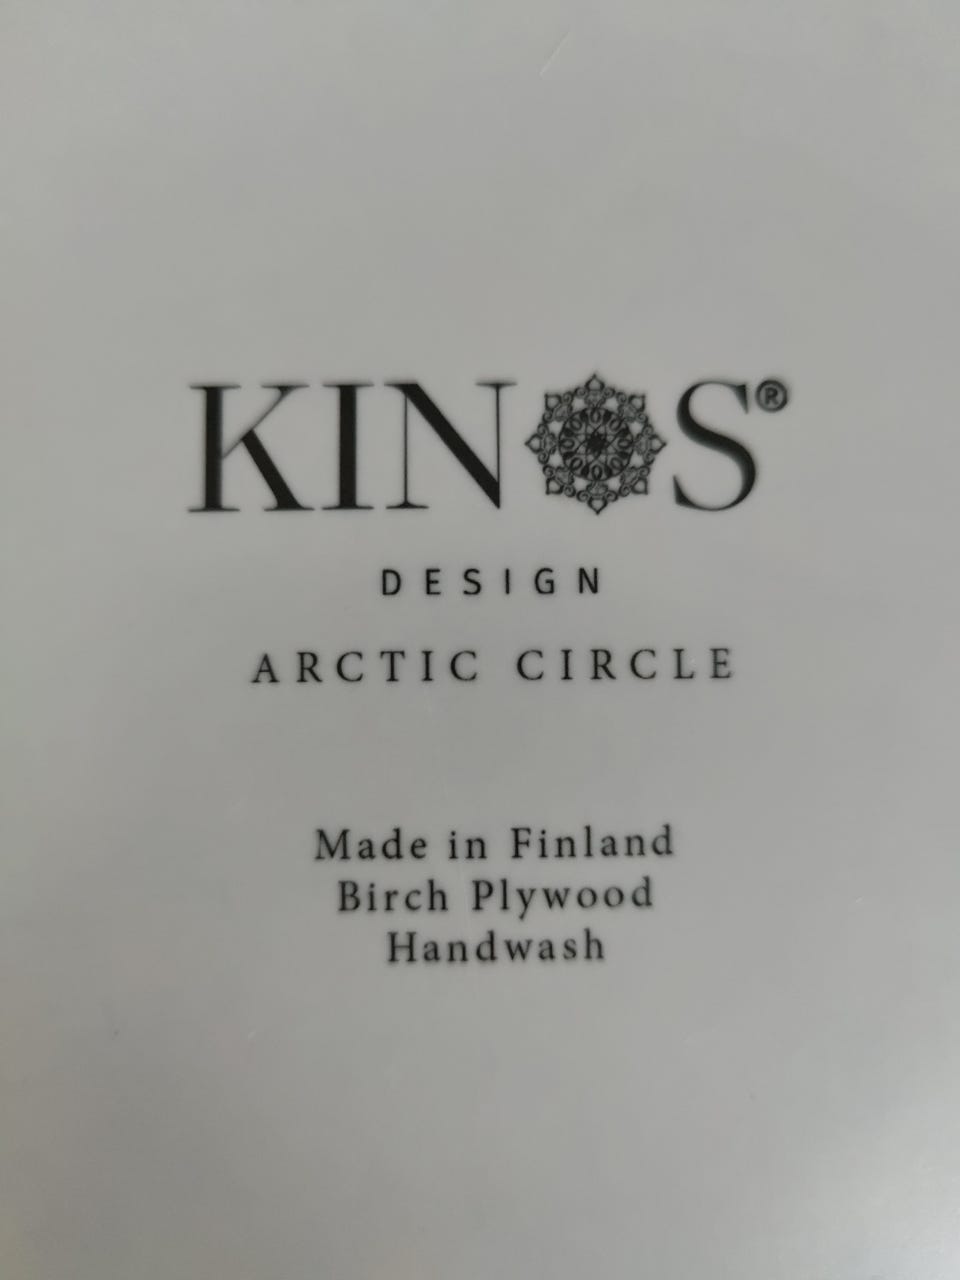 KINOS®
DESIGN
ARCTIC CIRCLE
Made in Finland
Birch Plywood
Handwash